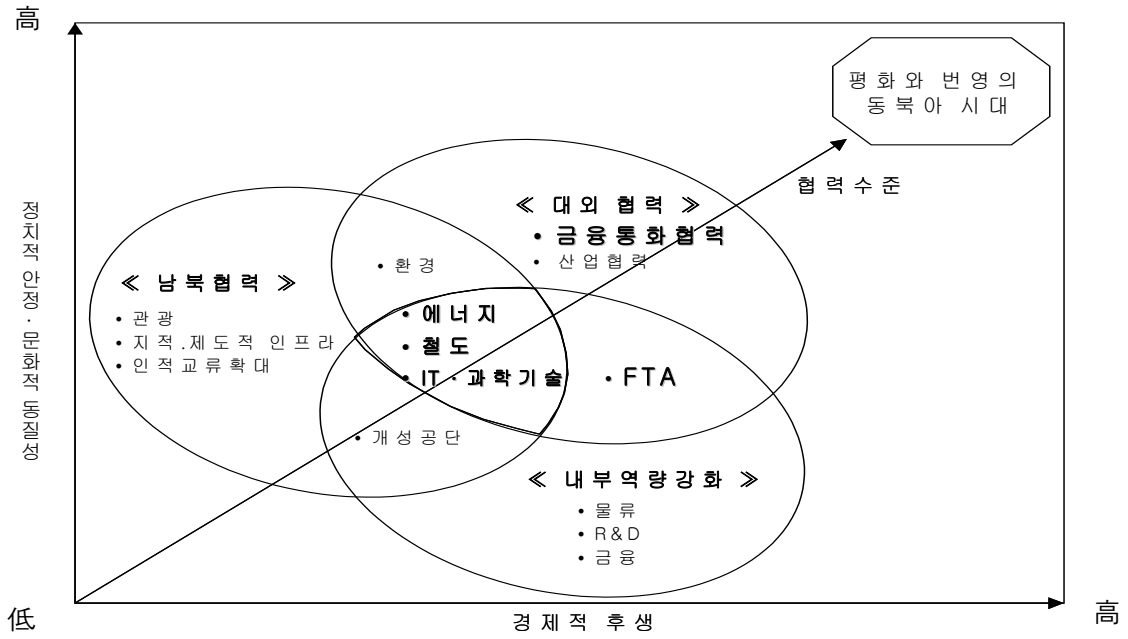 高
평화와 번영의
동북아 시대
협력수준
≪ 대외 협력 ≫
• 금융통화협력
• 산업협력
• 환경
≪ 남북협력 ≫
• 관광
• 지적.제도적 인프라
• 인적교류확대
• 에너지
• 철도
• IT · 과학기술
• FTA
• 개성공단
≪ 내부역량강화 ≫
• 물류
• R&D
• 금융
정치적 안정·문화적 동질성
低
경제적 후생
高